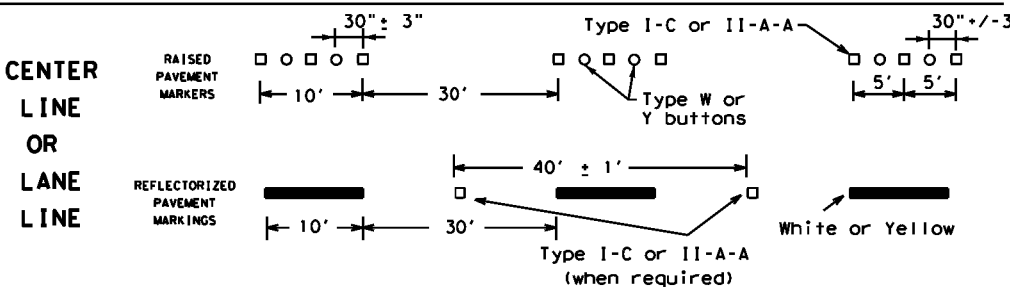 30"± 3"
Type I-C or II-A-A
30"+/-3
CENTER
LINE
OR
LANE
LINE
RAISED
PAVEMENT
MARKERS
10'
30'
Type W or
Y buttons
5'
5'
40' ± 1'
REFLECTORIZED
PAVEMENT
MARKINGS
10'
30'
Type I-C or II-A-A
(when required)
White or Yellow